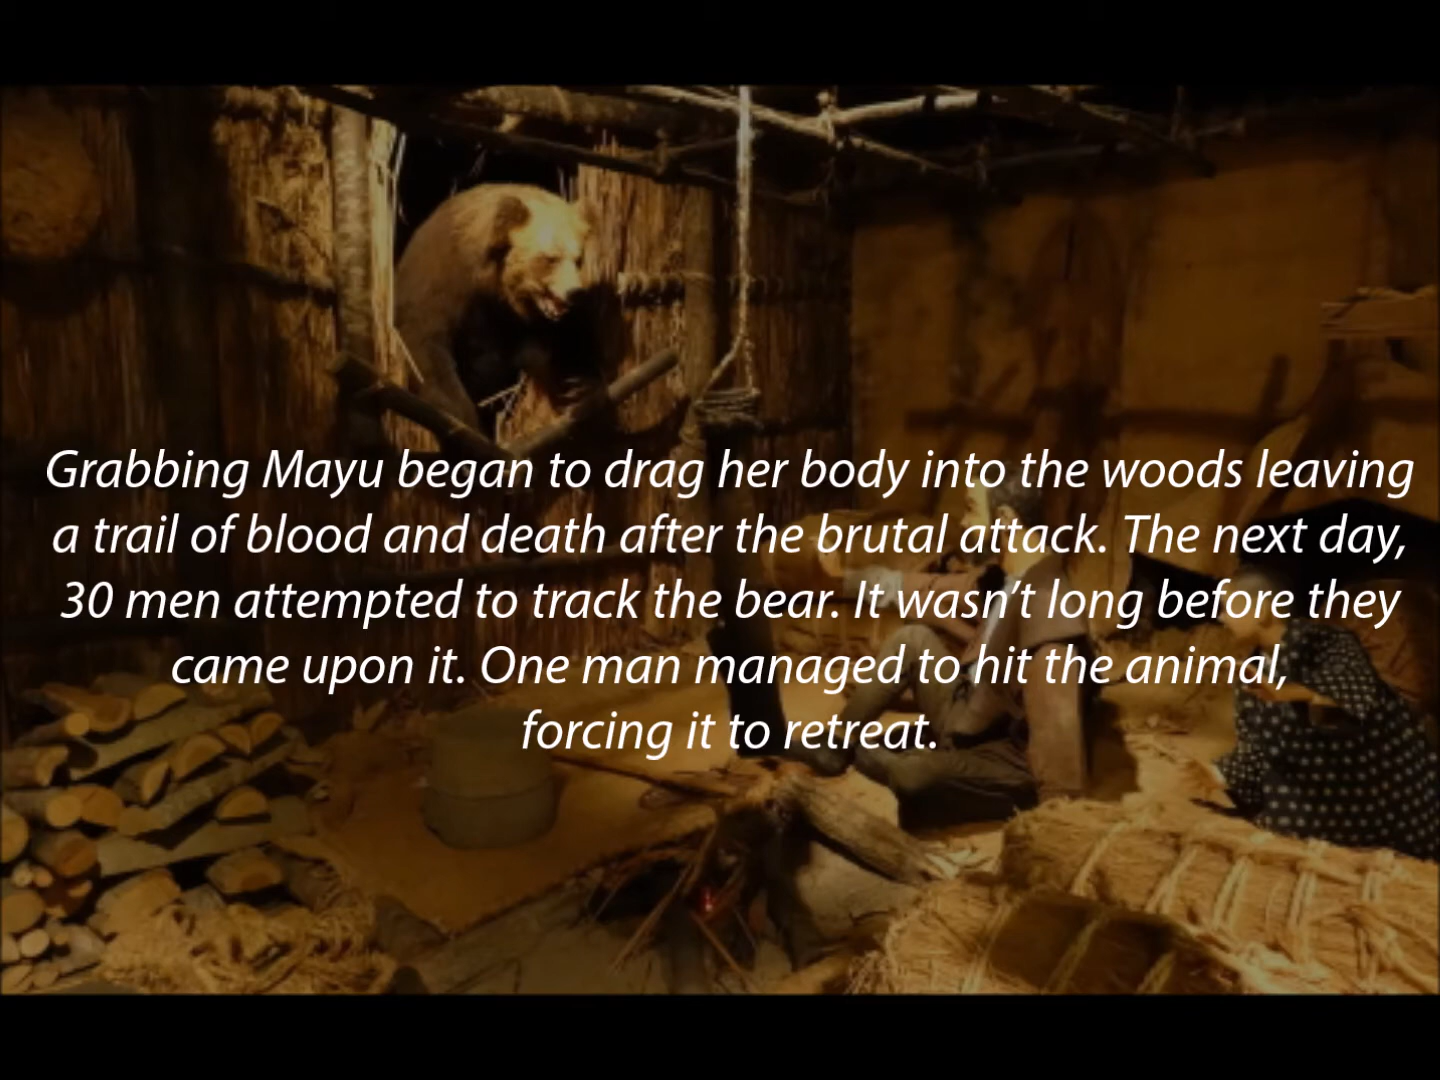 Grabbing Mayu began to drag her body into the woods leaving
a trail of blood and death after the brutal attack. The next day,
30 men attempted to track the bear. It wasn’t long before they
came upon it. One man managed to hit the animal,
forcing it to retreat.